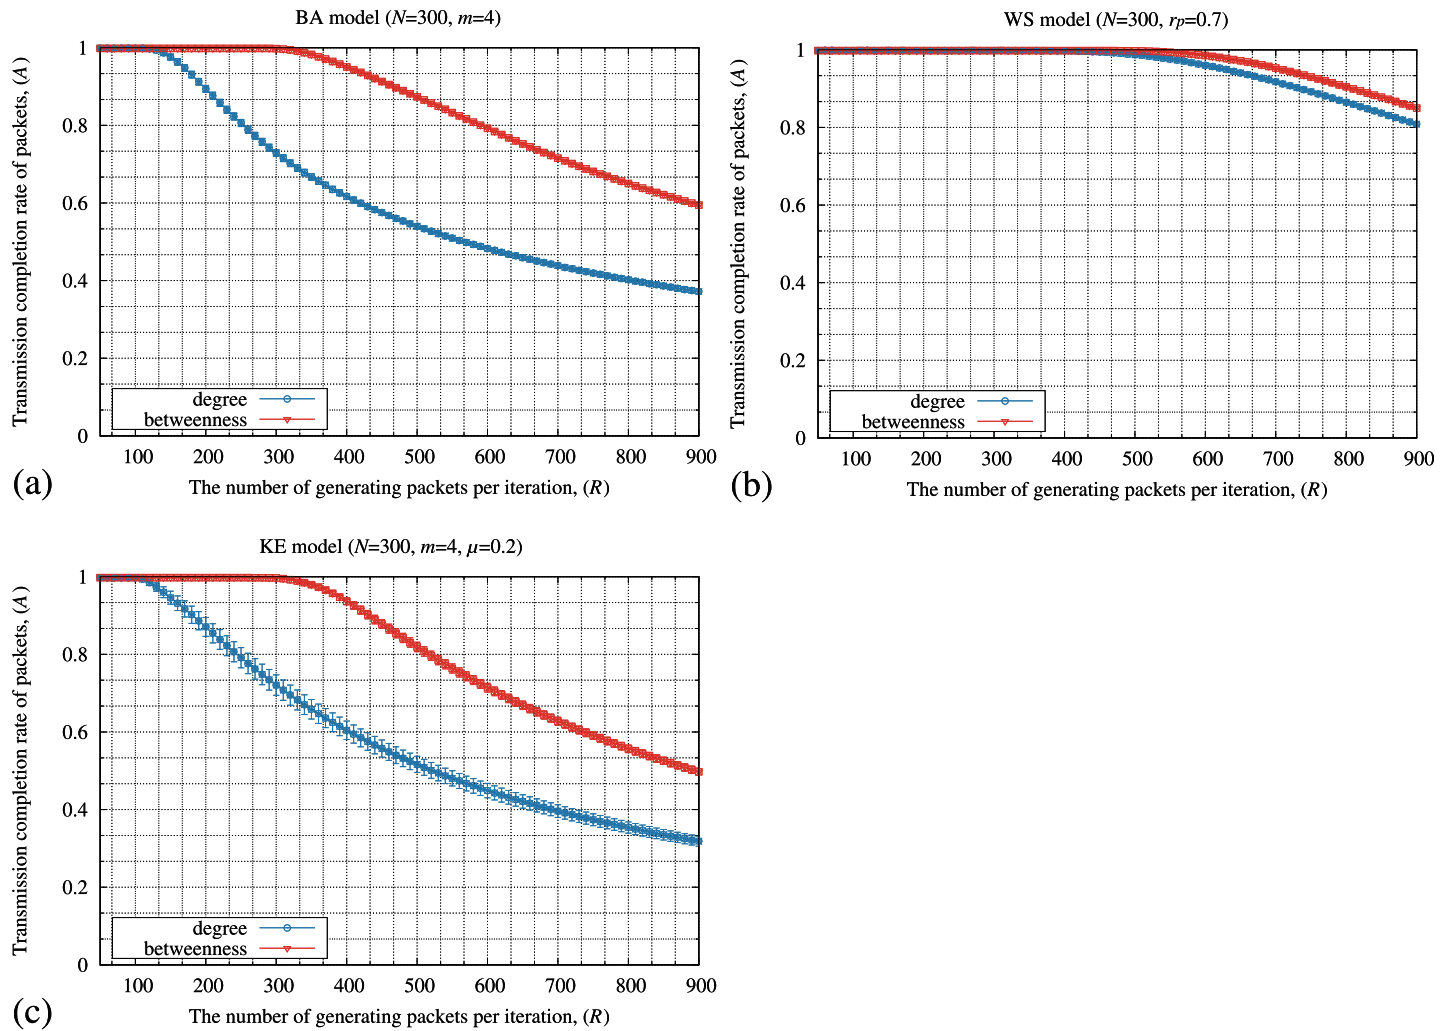 BA model (N=300, m=4)
Transmission completion rate of packets, (A)
1
0.8
0.6
0.4
0.2
0
degree
betweenness
100 200 300 400 500 600 700 800 900
The number of generating packets per iteration, (R)
(a)
WS model (N=300, rp=0.7)
Transmission completion rate of packets, (A)
1
0.8
0.6
0.4
0.2
0
degree
betweenness
100 200 300 400 500 600 700 800 900
The number of generating packets per iteration, (R)
(b)
KE model (N=300, m=4, μ=0.2)
Transmission completion rate of packets, (A)
1
0.8
0.6
0.4
0.2
0
degree
betweenness
100 200 300 400 500 600 700 800 900
The number of generating packets per iteration, (R)
(c)